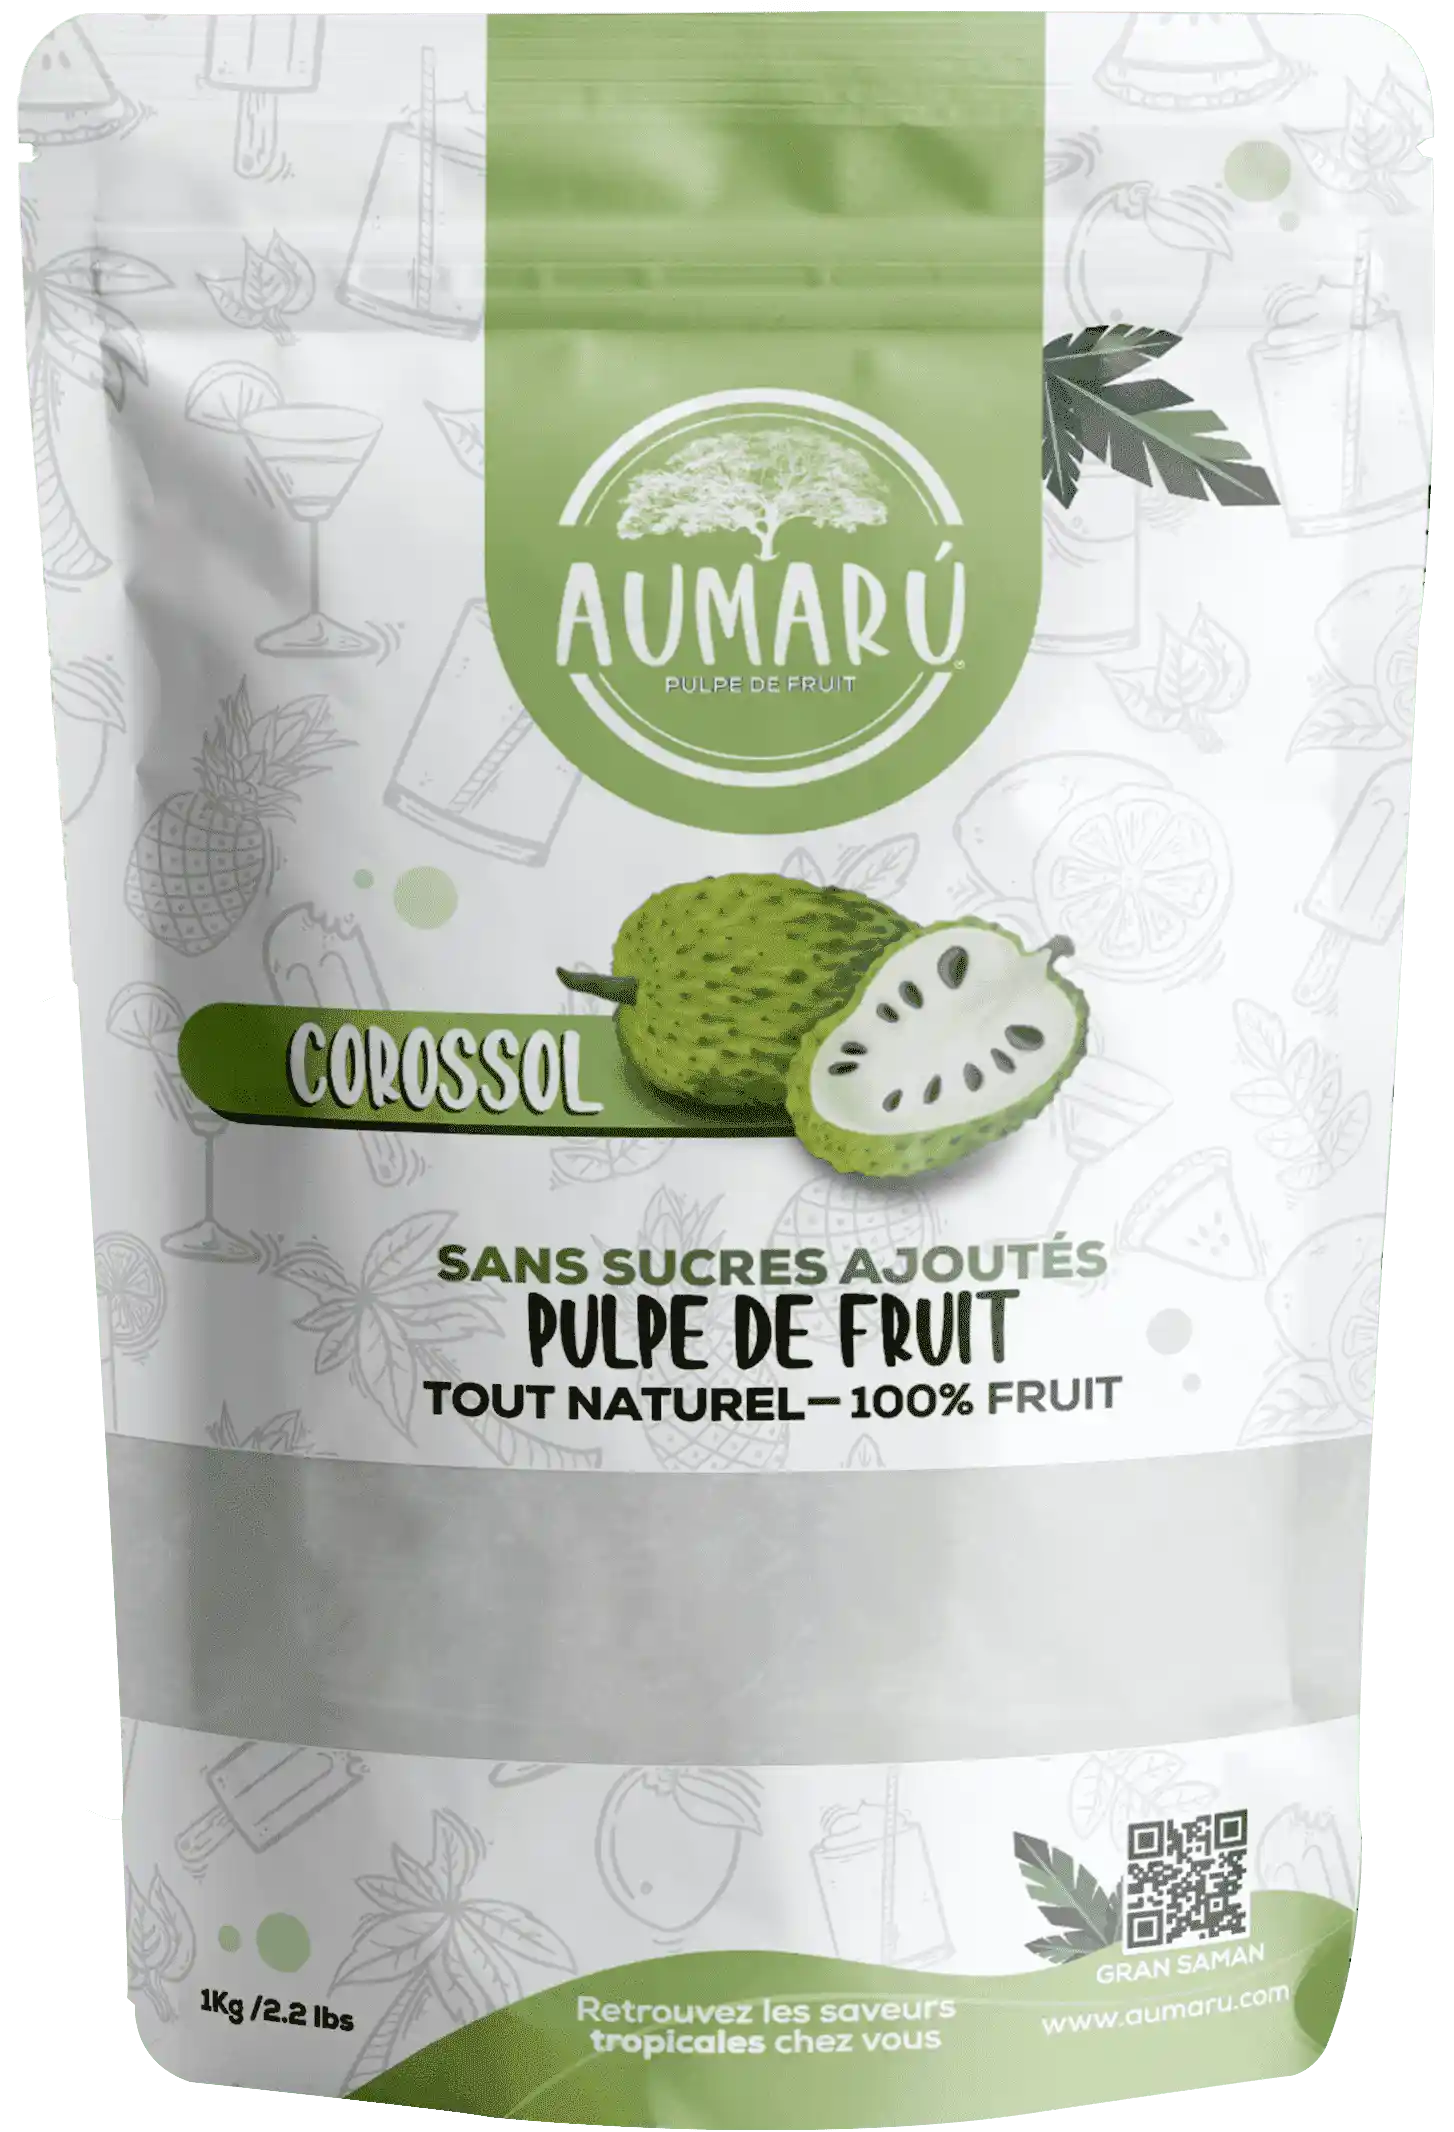 AUMARÚ
PULPE DE FRUIT
COROSSOL
SANS SUCRES AJOUTÉS
PULPE DE FRUIT
TOUT NATUREL—100% FRUIT
GRAN SAMAN
www.aumaru.com
1Kg /2.2 lbs
Retrouvez les saveurs
tropicales chez vous